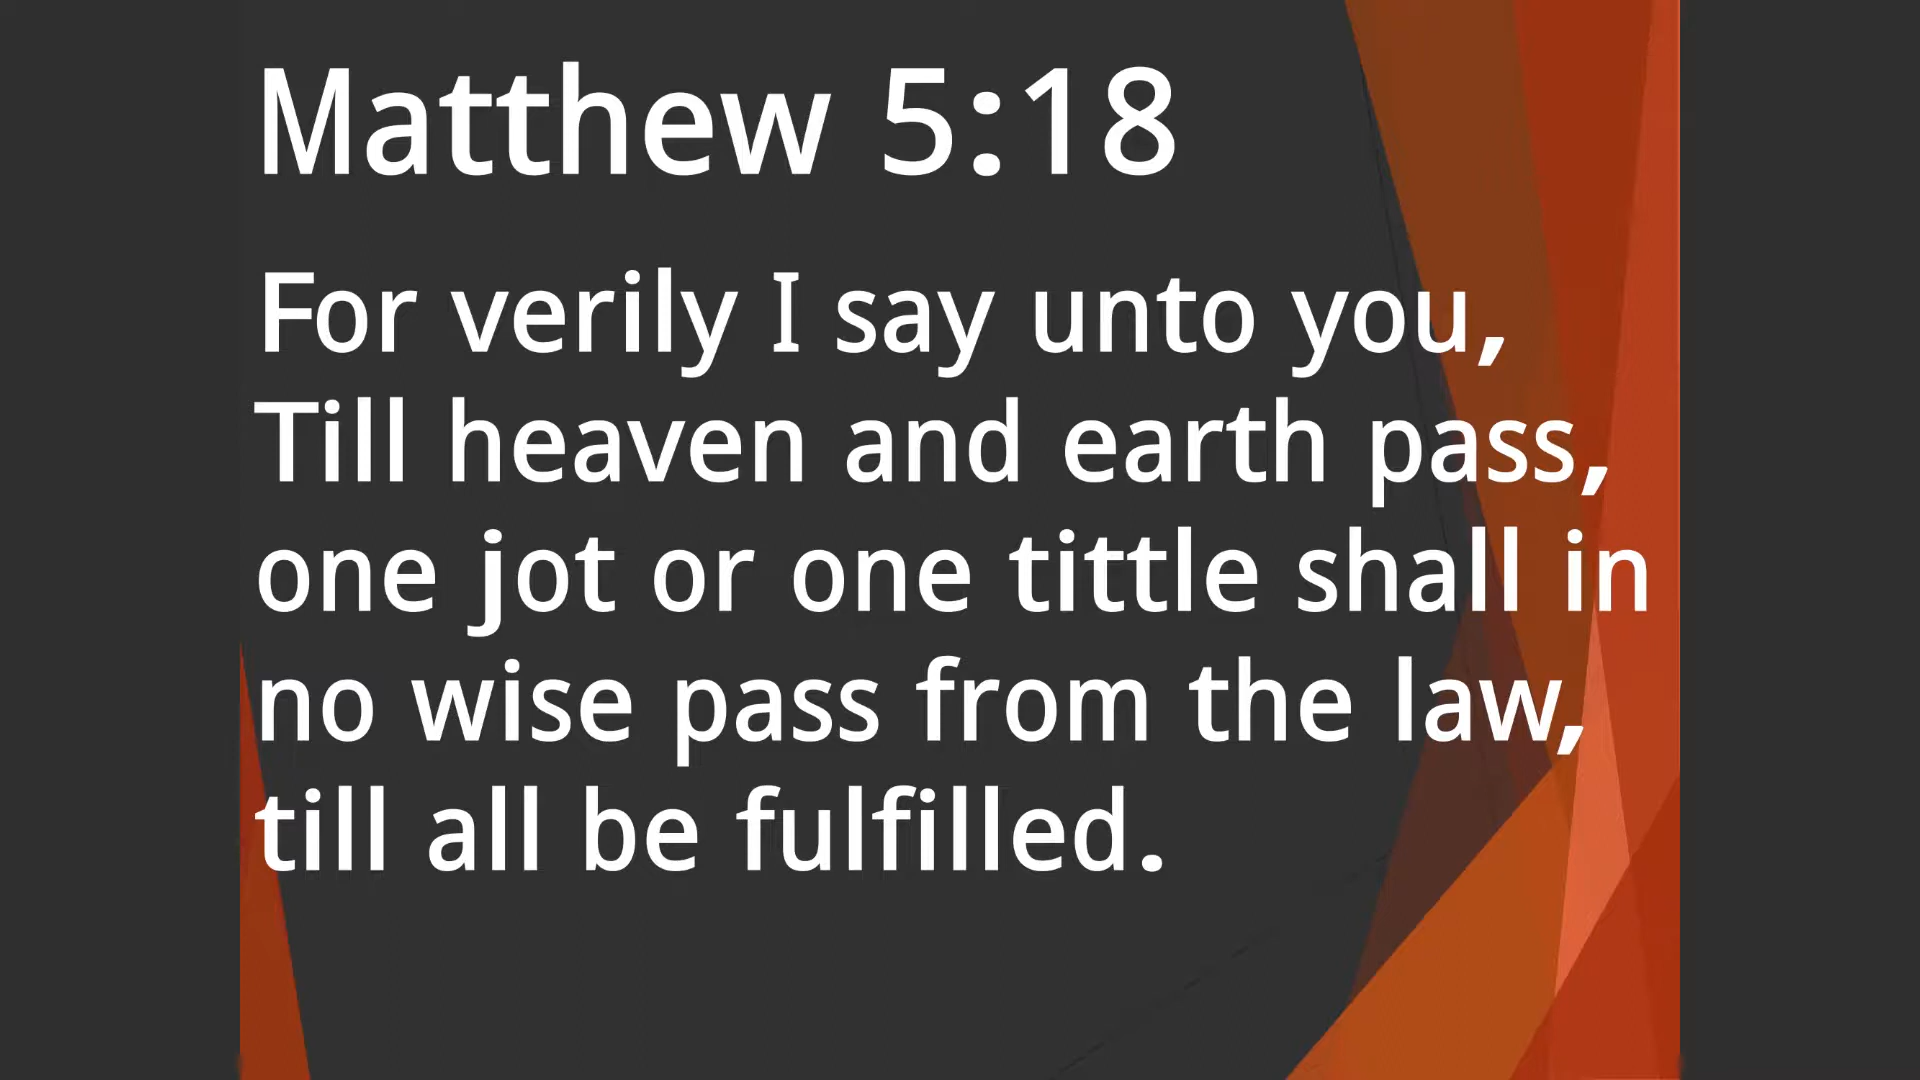 Matthew 5:18
For verily I say unto you,
Till heaven and earth pass,
one jot or one tittle shall in
no wise pass from the law,
till all be fulfilled.